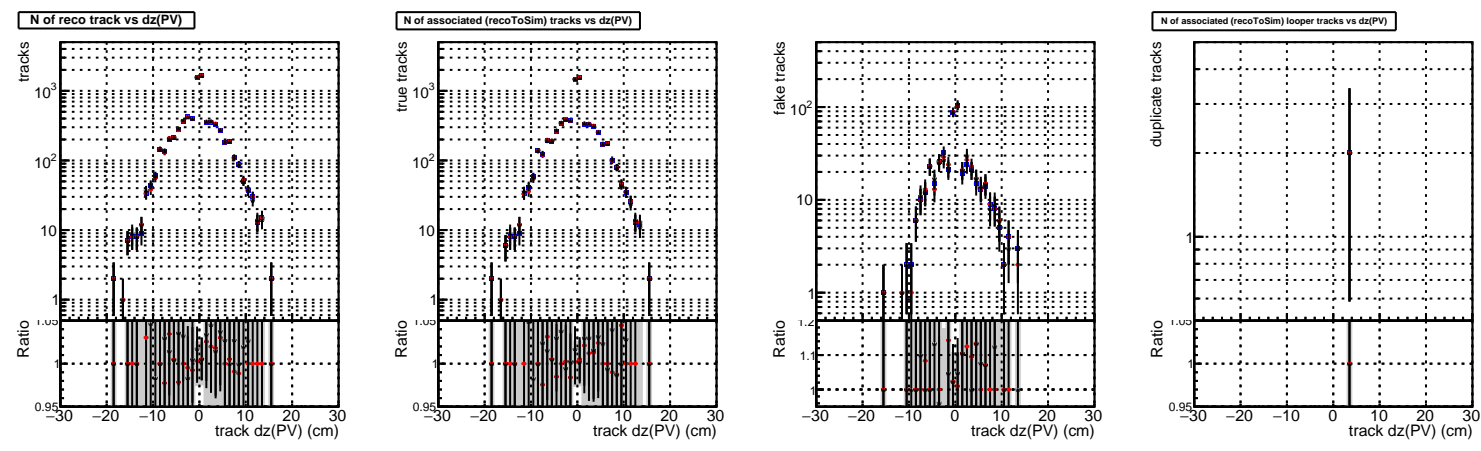 N of reco track vs dz(PV)
tracks
10³
10²
10
1
Ratio
1.05
1
0.95
−30 −20 −10 0 10 20 30
track dz(PV) (cm)
N of associated (recoToSim) tracks vs dz(PV)
true tracks
10³
10²
10
1
Ratio
1.05
1
0.95
−30 −20 −10 0 10 20 30
track dz(PV) (cm)
fake tracks
10²
10
1
Ratio
1.2
1.1
1
−30 −20 −10 0 10 20 30
track dz(PV) (cm)
N of associated (recoToSim) looper tracks vs dz(PV)
duplicate tracks
1
Ratio
1.05
1
0.95
−30 −20 −10 0 10 20 30
track dz(PV) (cm)